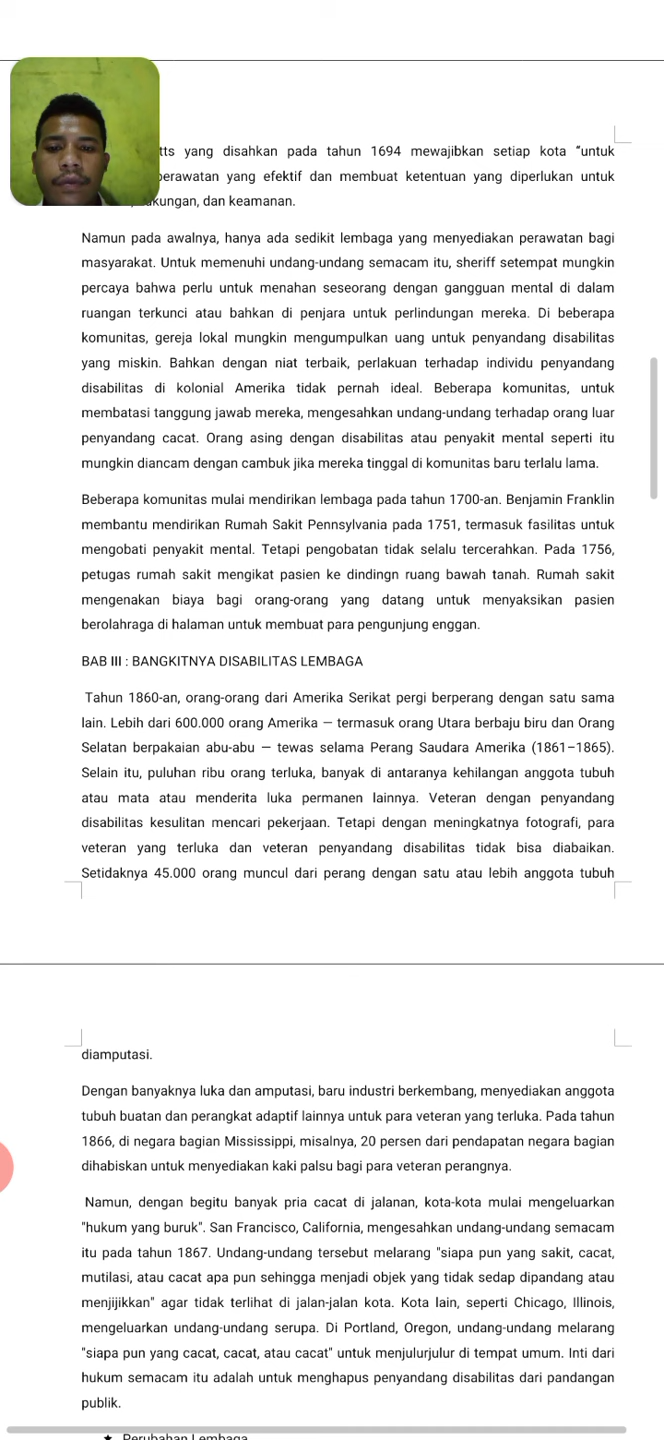 tts yang disahkan pada tahun 1694 mewajibkan setiap kota “untuk
perawatan yang efektif dan membuat ketentuan yang diperlukan untuk
dan keamanan.
Namun pada awalnya, hanya ada sedikit lembaga yang menyediakan perawatan bagi
masyarakat. Untuk memenuhi undang-undang semacam itu, sheriff setempat mungkin
percaya bahwa perlu untuk menahan seseorang dengan gangguan mental di dalam
ruangan terkunci atau bahkan di penjara untuk perlindungan mereka. Di beberapa
komunitas, gereja lokal mungkin mengumpulkan uang untuk penyandang disabilitas
yang miskin. Bahkan dengan niat terbaik, perlakuan terhadap individu penyandang
disabilitas di kolonial Amerika tidak pernah ideal. Beberapa komunitas, untuk
membatasi tanggung jawab mereka, mengesahkan undang-undang terhadap orang luar
penyandang cacat. Orang asing dengan disabilitas atau penyakit mental seperti itu
mungkin diancam dengan cambuk jika mereka tinggal di komunitas baru terlalu lama.
Beberapa komunitas mulai mendirikan lembaga pada tahun 1700-an. Benjamin Franklin
membantu mendirikan Rumah Sakit Pennsylvania pada 1751, termasuk fasilitas untuk
mengobati penyakit mental. Tetapi pengobatan tidak selalu tercerahkan. Pada 1756,
petugas rumah sakit mengikat pasien ke dindingn ruang bawah tanah. Rumah sakit
mengenakan biaya bagi orang-orang yang datang untuk menyaksikan pasien
berolahraga di halaman untuk membuat para pengunjung enggan.
BAB III : BANGKITNYA DISABILITAS LEMBAGA
Tahun 1860-an, orang-orang dari Amerika Serikat pergi berperang dengan satu sama
lain. Lebih dari 600.000 orang Amerika — termasuk orang Utara berbaju biru dan Orang
Selatan berpakaian abu-abu — tewas selama Perang Saudara Amerika (1861–1865).
Selain itu, puluhan ribu orang terluka, banyak di antaranya kehilangan anggota tubuh
atau mata atau menderita luka permanen lainnya. Veteran dengan penyandang
disabilitas kesulitan mencari pekerjaan. Tetapi dengan meningkatnya fotografi, para
veteran yang terluka dan veteran penyandang disabilitas tidak bisa diabaikan.
Setidaknya 45.000 orang muncul dari perang dengan satu atau lebih anggota tubuh
diamputasi.
Dengan banyaknya luka dan amputasi, baru industri berkembang, menyediakan anggota
tubuh buatan dan perangkat adaptif lainnya untuk para veteran yang terluka. Pada tahun
1866, di negara bagian Mississippi, misalnya, 20 persen dari pendapatan negara bagian
dihabiskan untuk menyediakan kaki palsu bagi para veteran perangnya.
Namun, dengan begitu banyak pria cacat di jalanan, kota-kota mulai mengeluarkan
"hukum yang buruk". San Francisco, California, mengesahkan undang-undang semacam
itu pada tahun 1867. Undang-undang tersebut melarang "siapa pun yang sakit, cacat,
mutilasi, atau cacat apa pun sehingga menjadi objek yang tidak sedap dipandang atau
menjijikkan" agar tidak terlihat di jalan-jalan kota. Kota lain, seperti Chicago, Illinois,
mengeluarkan undang-undang serupa. Di Portland, Oregon, undang-undang melarang
"siapa pun yang cacat, cacat, atau cacat" untuk menjulurjulur di tempat umum. Inti dari
hukum semacam itu adalah untuk menghapus penyandang disabilitas dari pandangan
publik.
★ Perubahan Lembaga